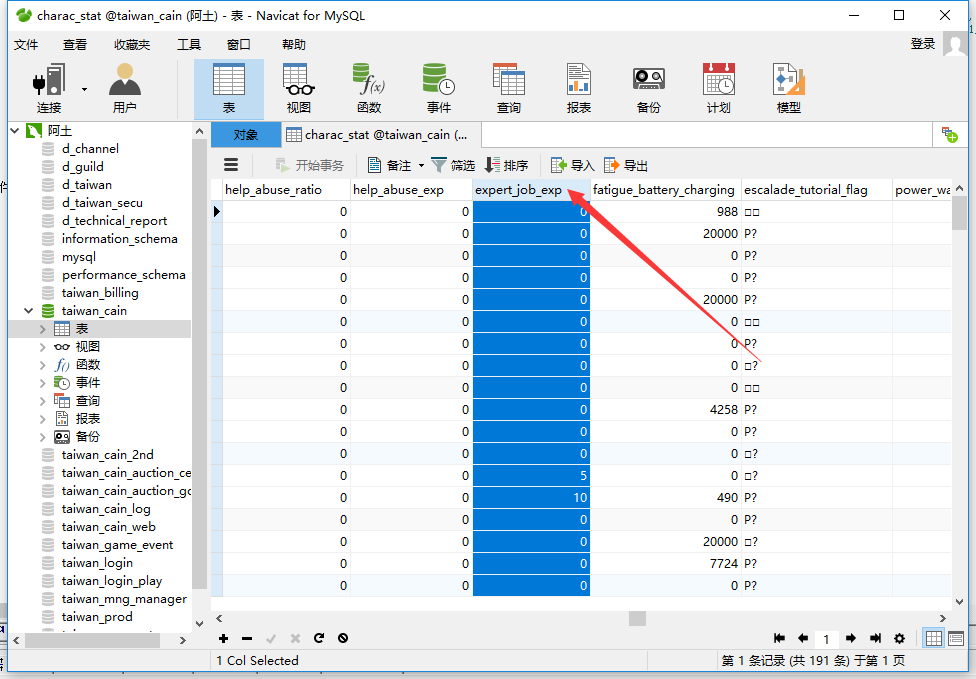 charac_stat @taiwan_cain (阿土) - 表 - Navicat for MySQL
文件 查看 收藏夹 工具 窗口 帮助 登录
连接 用户 表 视图 函数 事件 查询 报表 备份 计划 模型
阿土
d_channel
d_guild
d_taiwan
d_taiwan_secu
d_technical_report
information_schema
mysql
performance_schema
taiwan_billing
taiwan_cain
表
视图
函数
事件
查询
报表
备份
taiwan_cain_2nd
taiwan_cain_auction_ce
taiwan_cain_auction_go
taiwan_cain_log
taiwan_cain_web
taiwan_game_event
taiwan_login
taiwan_login_play
taiwan_mng_manager
taiwan_prod
对象 charac_stat @taiwan_cain (...
开始事务 备注 筛选 排序 导入 导出
help_abuse_ratio help_abuse_exp expert_job_exp fatigue_battery_charging escalade_tutorial_flag power_wa
0 0 0 988 □□
0 0 0 20000 P?
0 0 0 0 P?
0 0 0 0 P?
0 0 0 20000 P?
0 0 0 0 □□
0 0 0 0 P?
0 0 0 0 □?
0 0 0 0 □□
0 0 0 4258 P?
0 0 0 0 P?
0 0 0 0 □?
0 0 5 0 □?
0 0 10 490 P?
0 0 0 0 P?
0 0 0 20000 □?
0 0 0 7724 P?
0 0 0 0 P?
1
1 Col Selected 第 1 条记录 (共 191 条) 于第 1 页